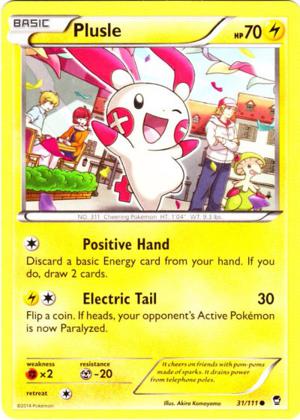 BASIC
Plusle
HP 70
NO. 311 Cheering Pokémon HT. 1'04" WT. 9.3 lbs.
Positive Hand
Discard a basic Energy card from your hand. If you
do, draw 2 cards.
Electric Tail 30
Flip a coin. If heads, your opponent's Active Pokémon
is now Paralyzed.
weakness
×2
resistance
-20
retreat
It cheers on friends with pom-poms
made of sparks. It drains power
from telephone poles.
Illus. Akira Komayama
31/111
©2014 Pokémon